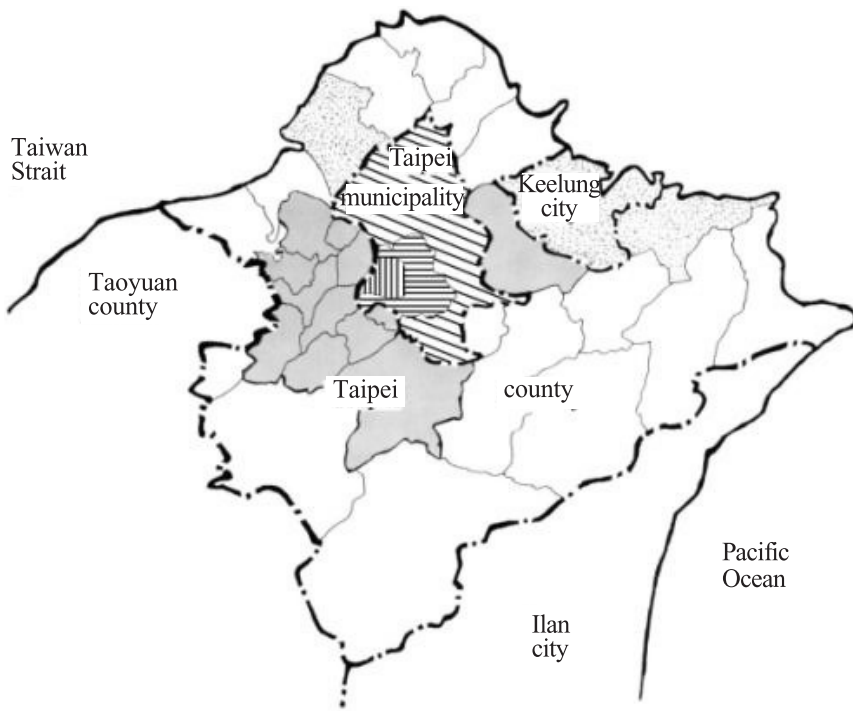 Taiwan
Strait
Taipei
municipality
Keelung
city
Taoyuan
county
Taipei
county
Pacific
Ocean
Ilan
city